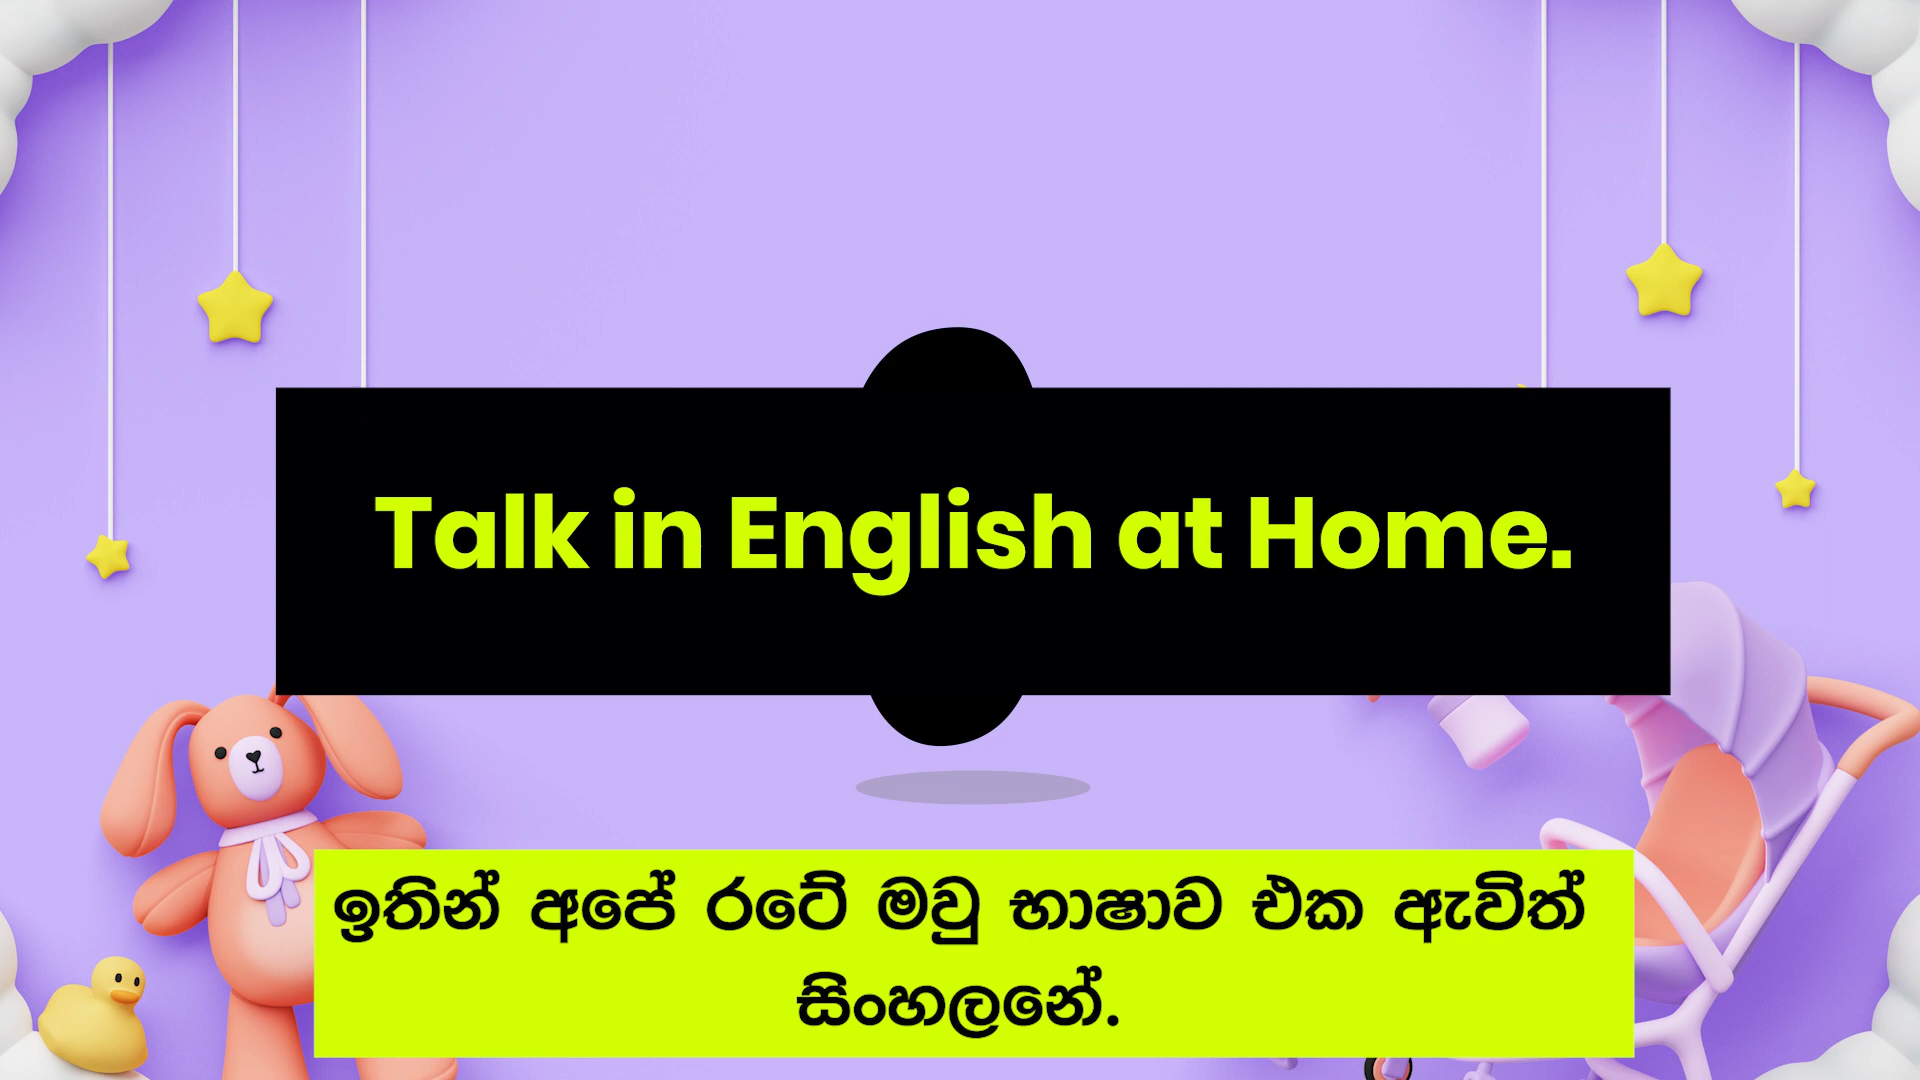 Talk in English at Home.
ඉතින් අපේ රටේ මවු භාෂාව එක ඇවිත්
සිංහලනේ.